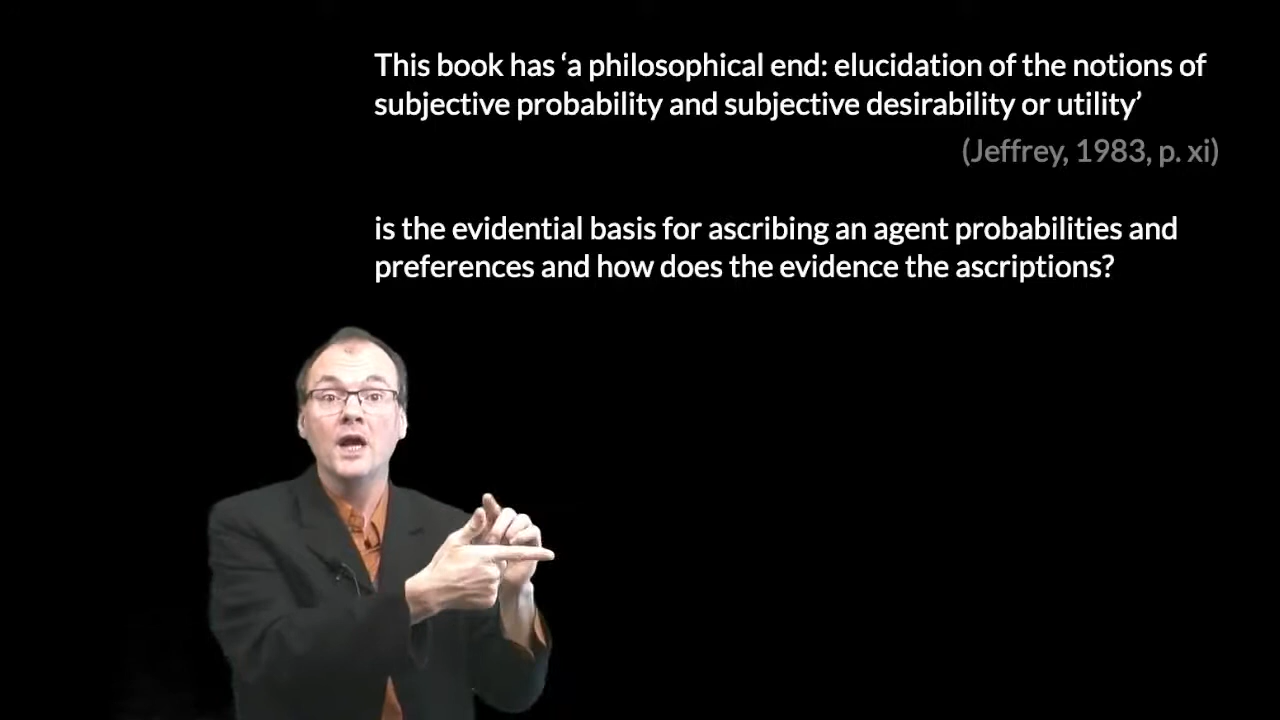 This book has ‘a philosophical end: elucidation of the notions of
subjective probability and subjective desirability or utility’
(Jeffrey, 1983, p. xi)
is the evidential basis for ascribing an agent probabilities and
preferences and how does the evidence the ascriptions?